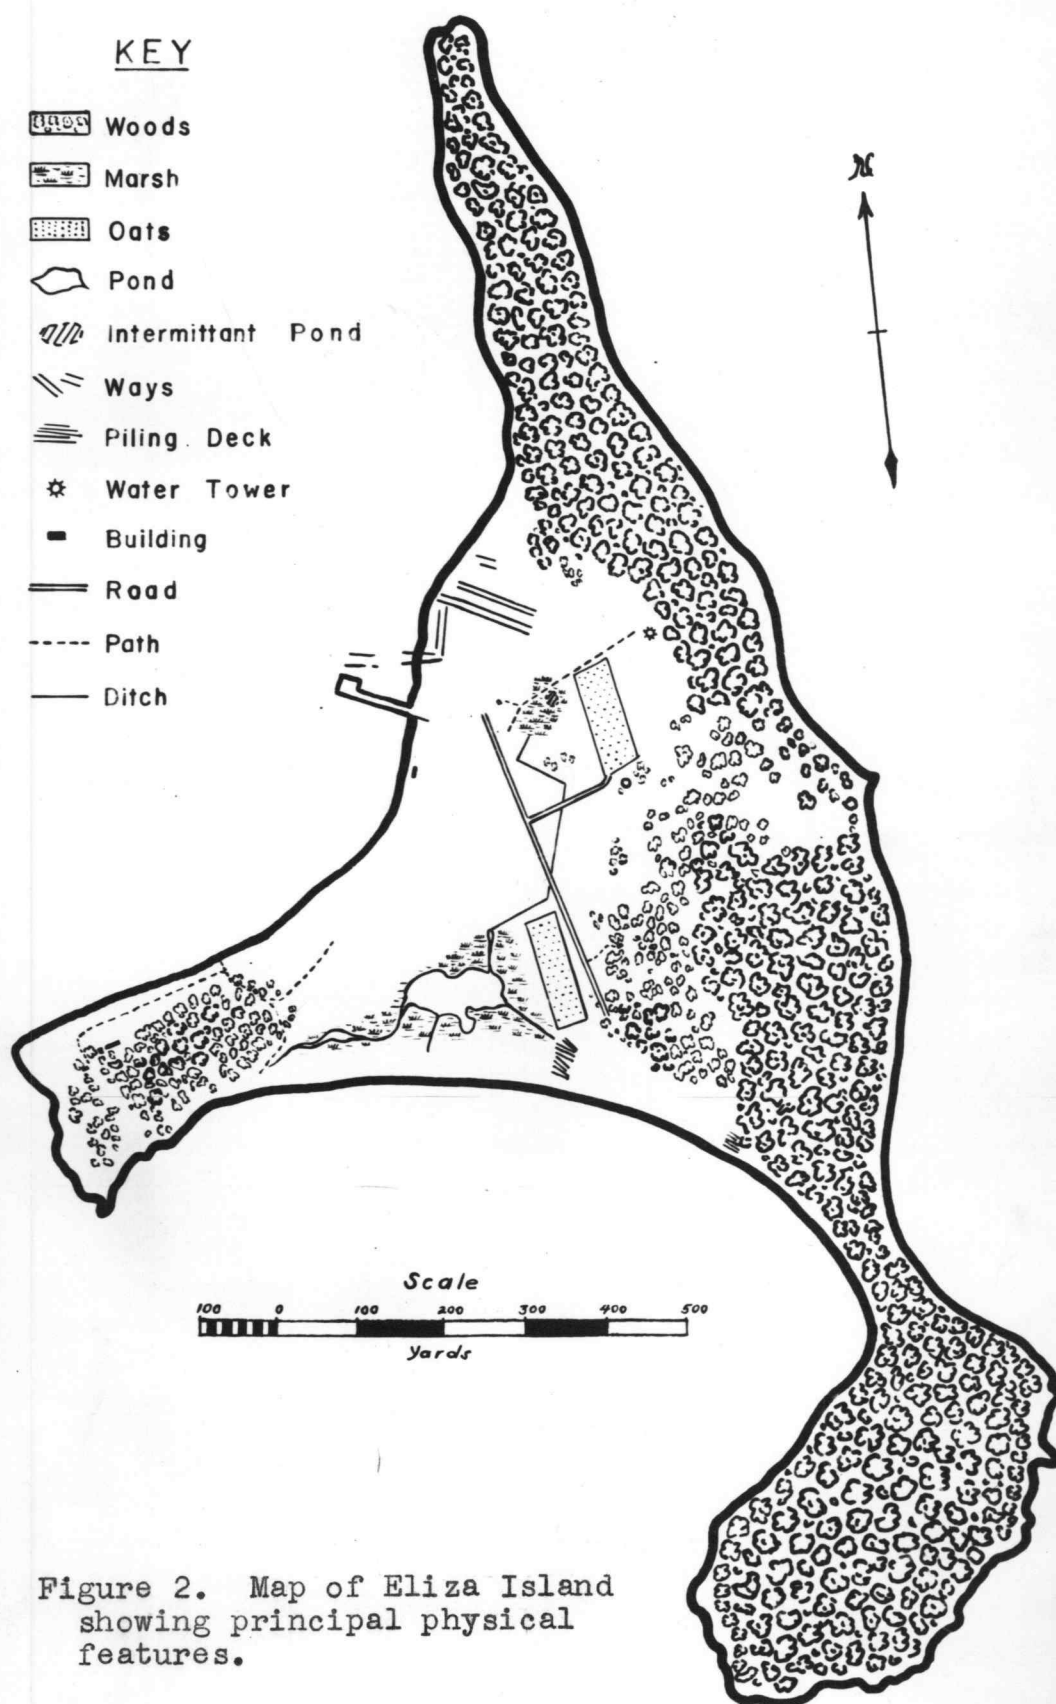 KEY
Woods
Marsh
Oats
Pond
Intermittant Pond
Ways
Piling Deck
Water Tower
Building
Road
Path
Ditch
N
Scale
100 0 100 200 300 400 500
Yards
Figure 2. Map of Eliza Island
showing principal physical
features.